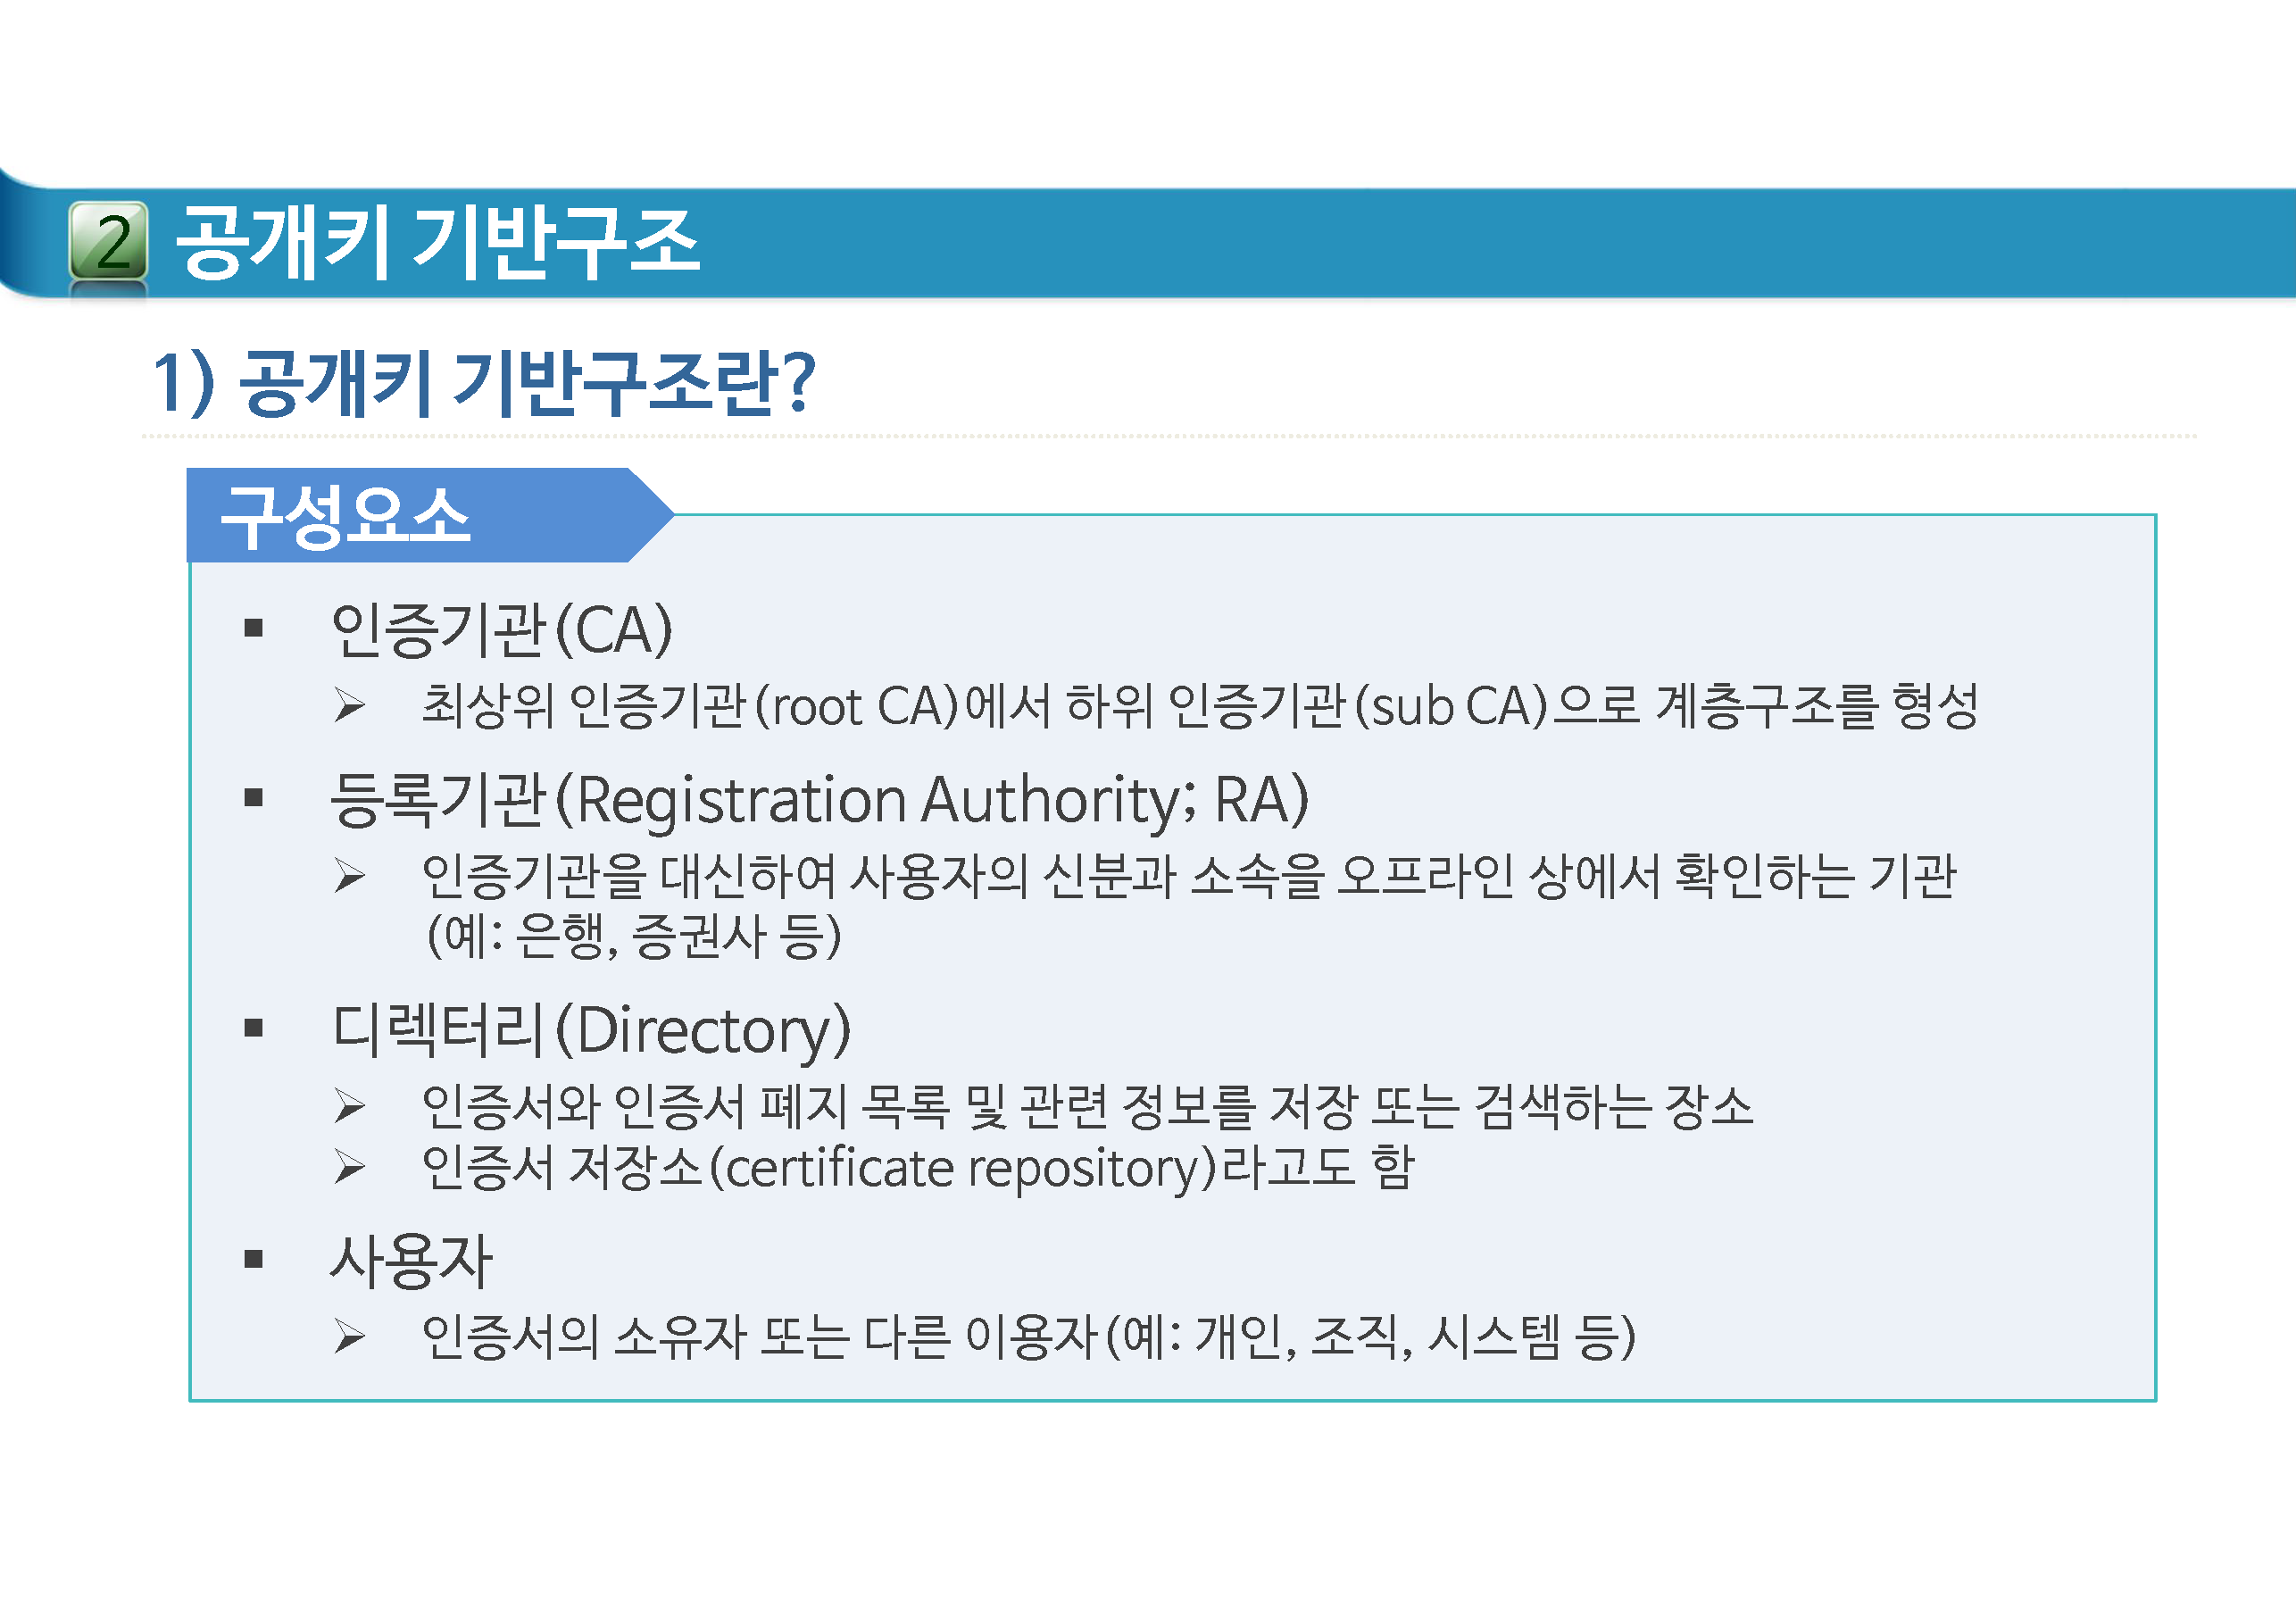 2 공개키 기반구조
1) 공개키 기반구조란?
구성요소
▪ 인증기관(CA)
➢ 최상위 인증기관(root CA)에서 하위 인증기관(sub CA)으로 계층구조를 형성
▪ 등록기관(Registration Authority; RA)
➢ 인증기관을 대신하여 사용자의 신분과 소속을 오프라인 상에서 확인하는 기관
(예: 은행, 증권사 등)
▪ 디렉터리(Directory)
➢ 인증서와 인증서 폐지 목록 및 관련 정보를 저장 또는 검색하는 장소
➢ 인증서 저장소(certificate repository)라고도 함
▪ 사용자
➢ 인증서의 소유자 또는 다른 이용자(예: 개인, 조직, 시스템 등)